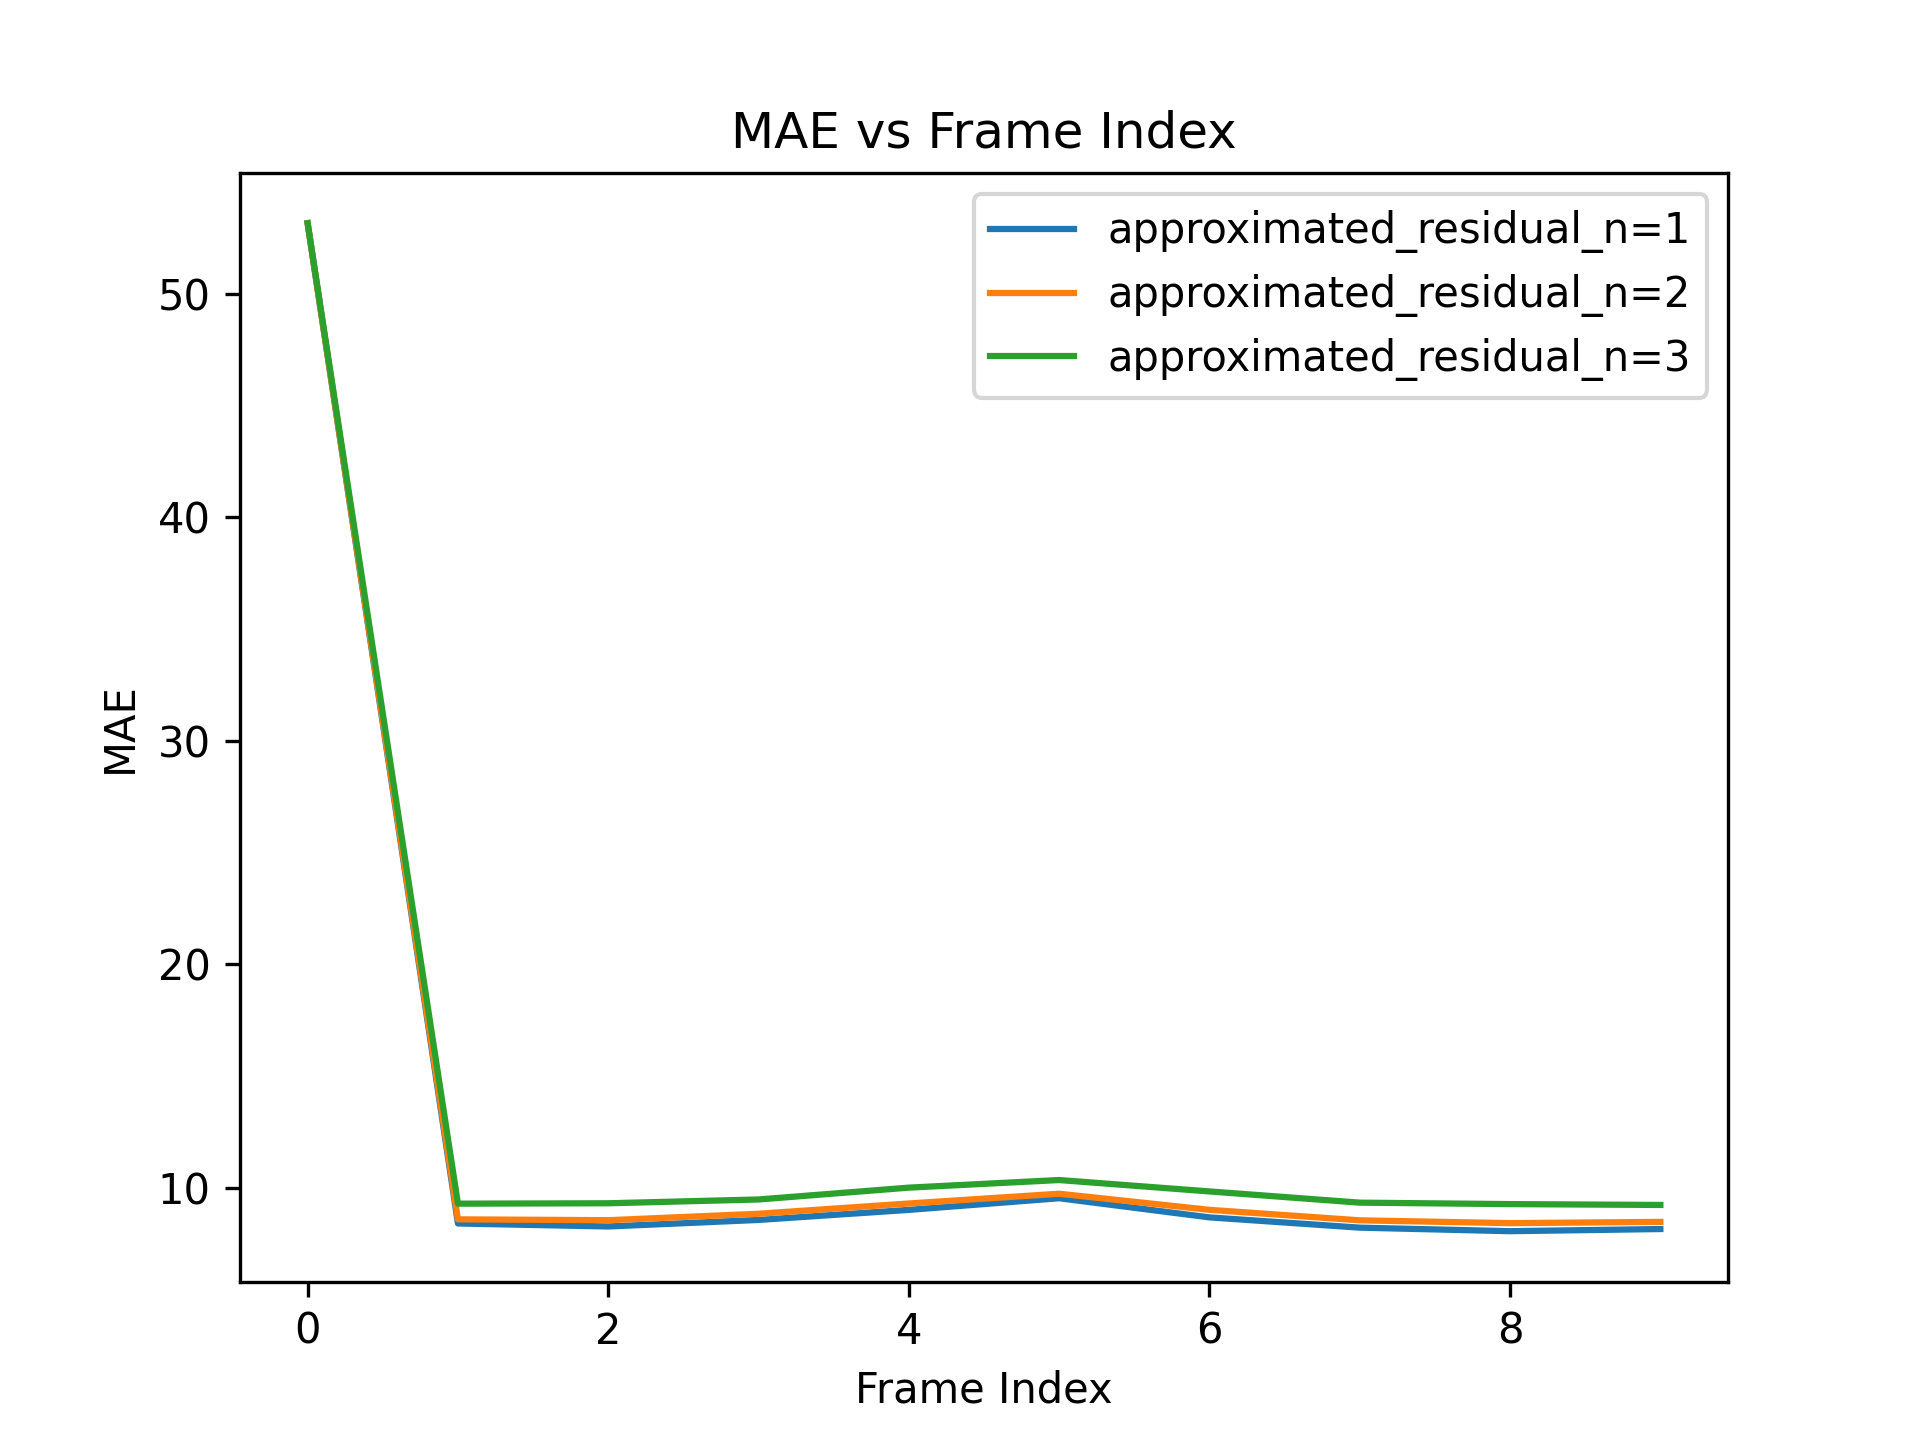 MAE vs Frame Index
approximated_residual_n=1
approximated_residual_n=2
approximated_residual_n=3
50
40
30
20
10
MAE
0 2 4 6 8
Frame Index